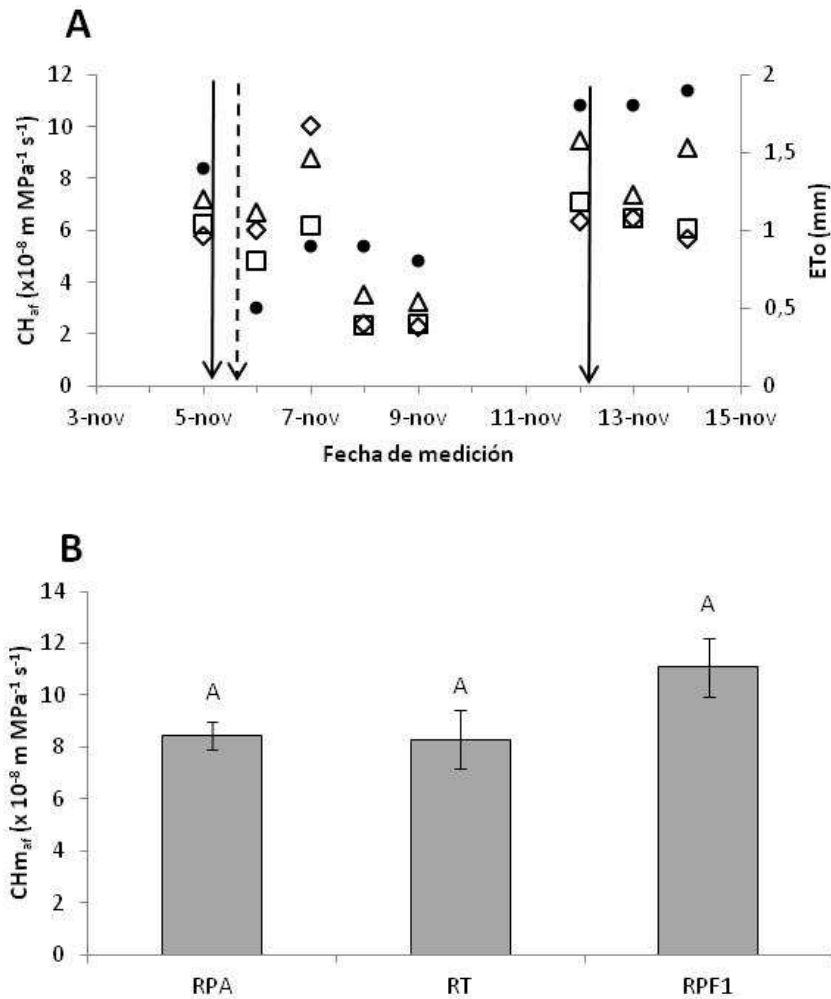 A
12
10
8
6
4
2
0
CHaf (x10-8 m MPa-1 s-1)
2
1,5
1
0,5
0
ETo (mm)
3-nov 5-nov 7-nov 9-nov 11-nov 13-nov 15-nov
Fecha de medición
B
14
12
10
8
6
4
2
0
CHmaf (x 10-8 m MPa-1 s-1)
A A A
RPA RT RPF1